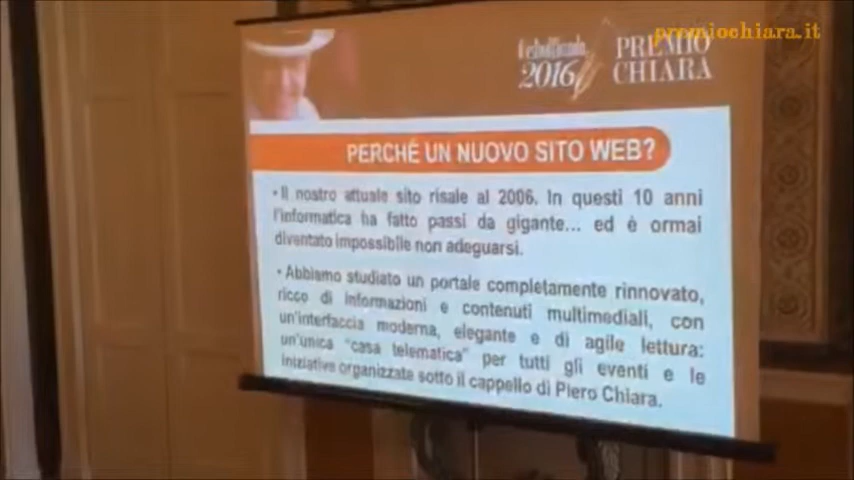 promiochiara.it
2016
PREMIO
CHIARA
PERCHÉ UN NUOVO SITO WEB?
• Il nostro attuale sito risale al 2006. In questi 10 anni
l'informatica ha fatto passi da gigante... ed è ormai
diventato impossibile non adeguarsi.
• Abbiamo studiato un portale completamente rinnovato,
ricco di informazioni e contenuti multimediali, con
un'interfaccia moderna, elegante e di agile lettura:
un'unica "casa telematica" per tutti gli eventi e le
iniziative organizzate sotto il cappello di Piero Chiara.